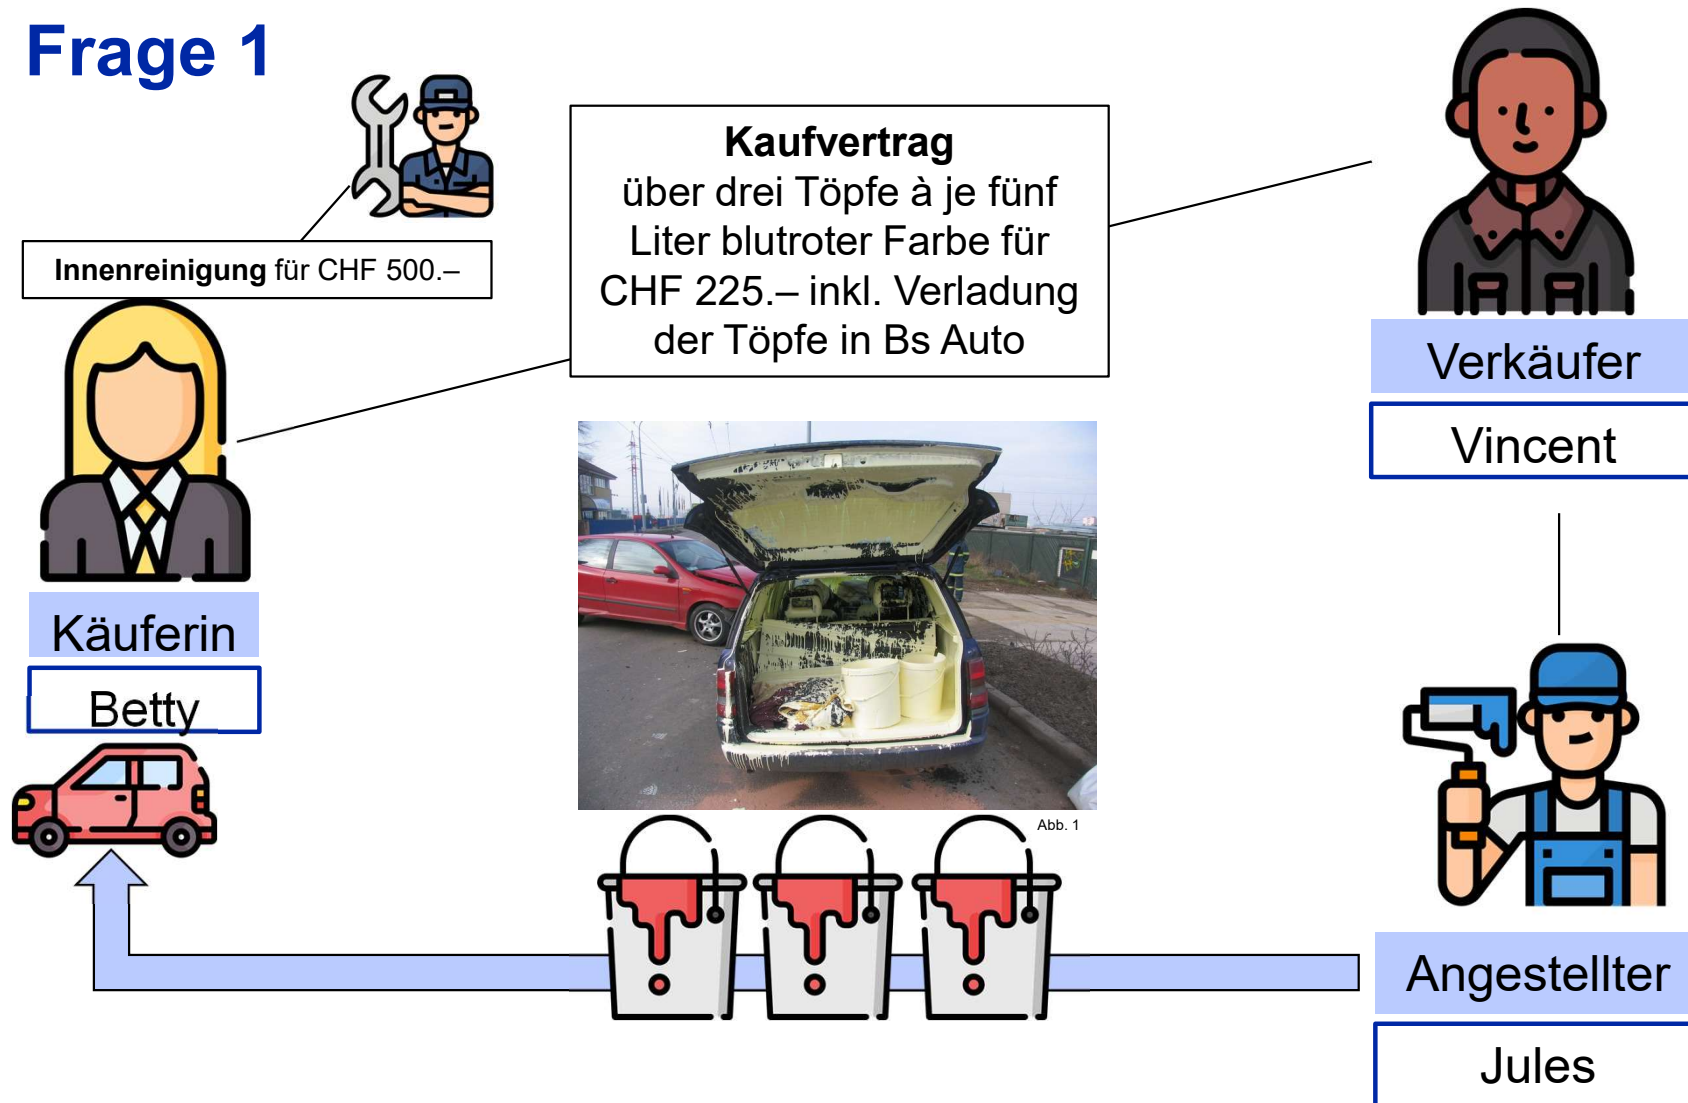 Frage 1
Kaufvertrag
über drei Töpfe à je fünf
Liter blutroter Farbe für
CHF 225.– inkl. Verladung
der Töpfe in Bs Auto
Innenreinigung für CHF 500.–
Verkäufer
Vincent
Käuferin
Betty
Abb. 1
Angestellter
Jules